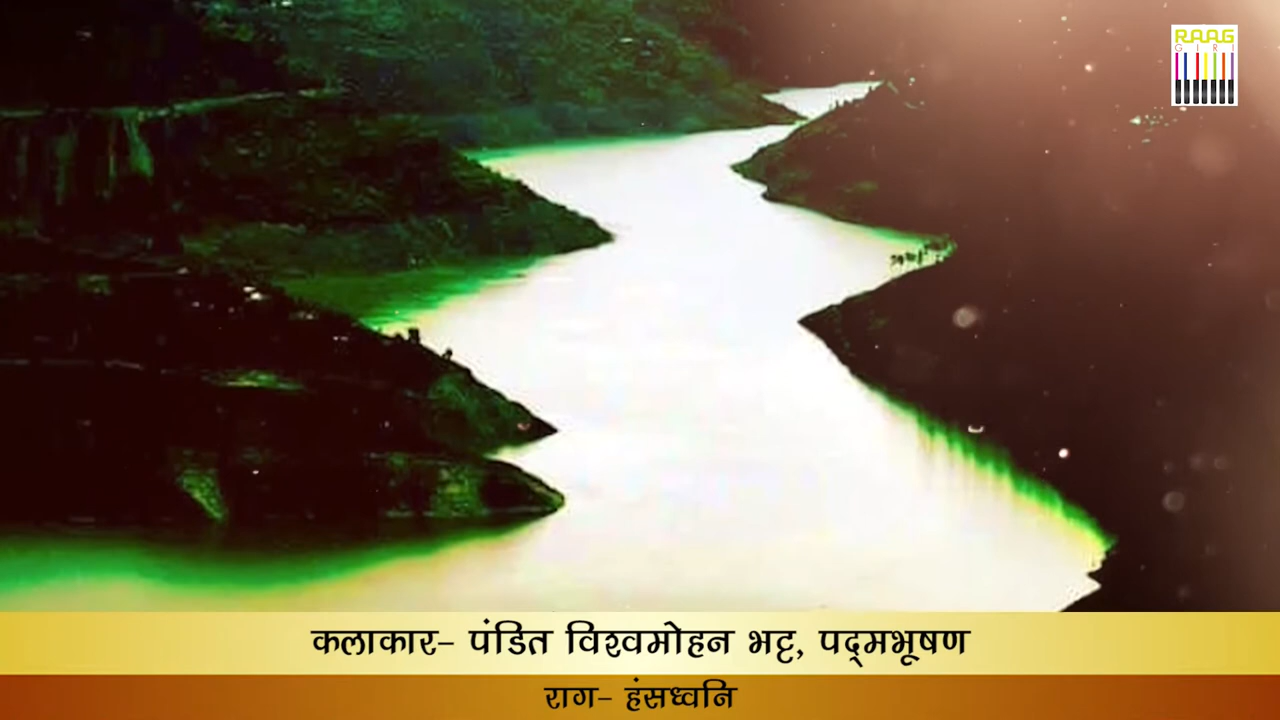 RAAG
GIRI
कलाकार- पंडित विश्वमोहन भट्ट, पद्‌मभूषण
राग- हंसध्वनि